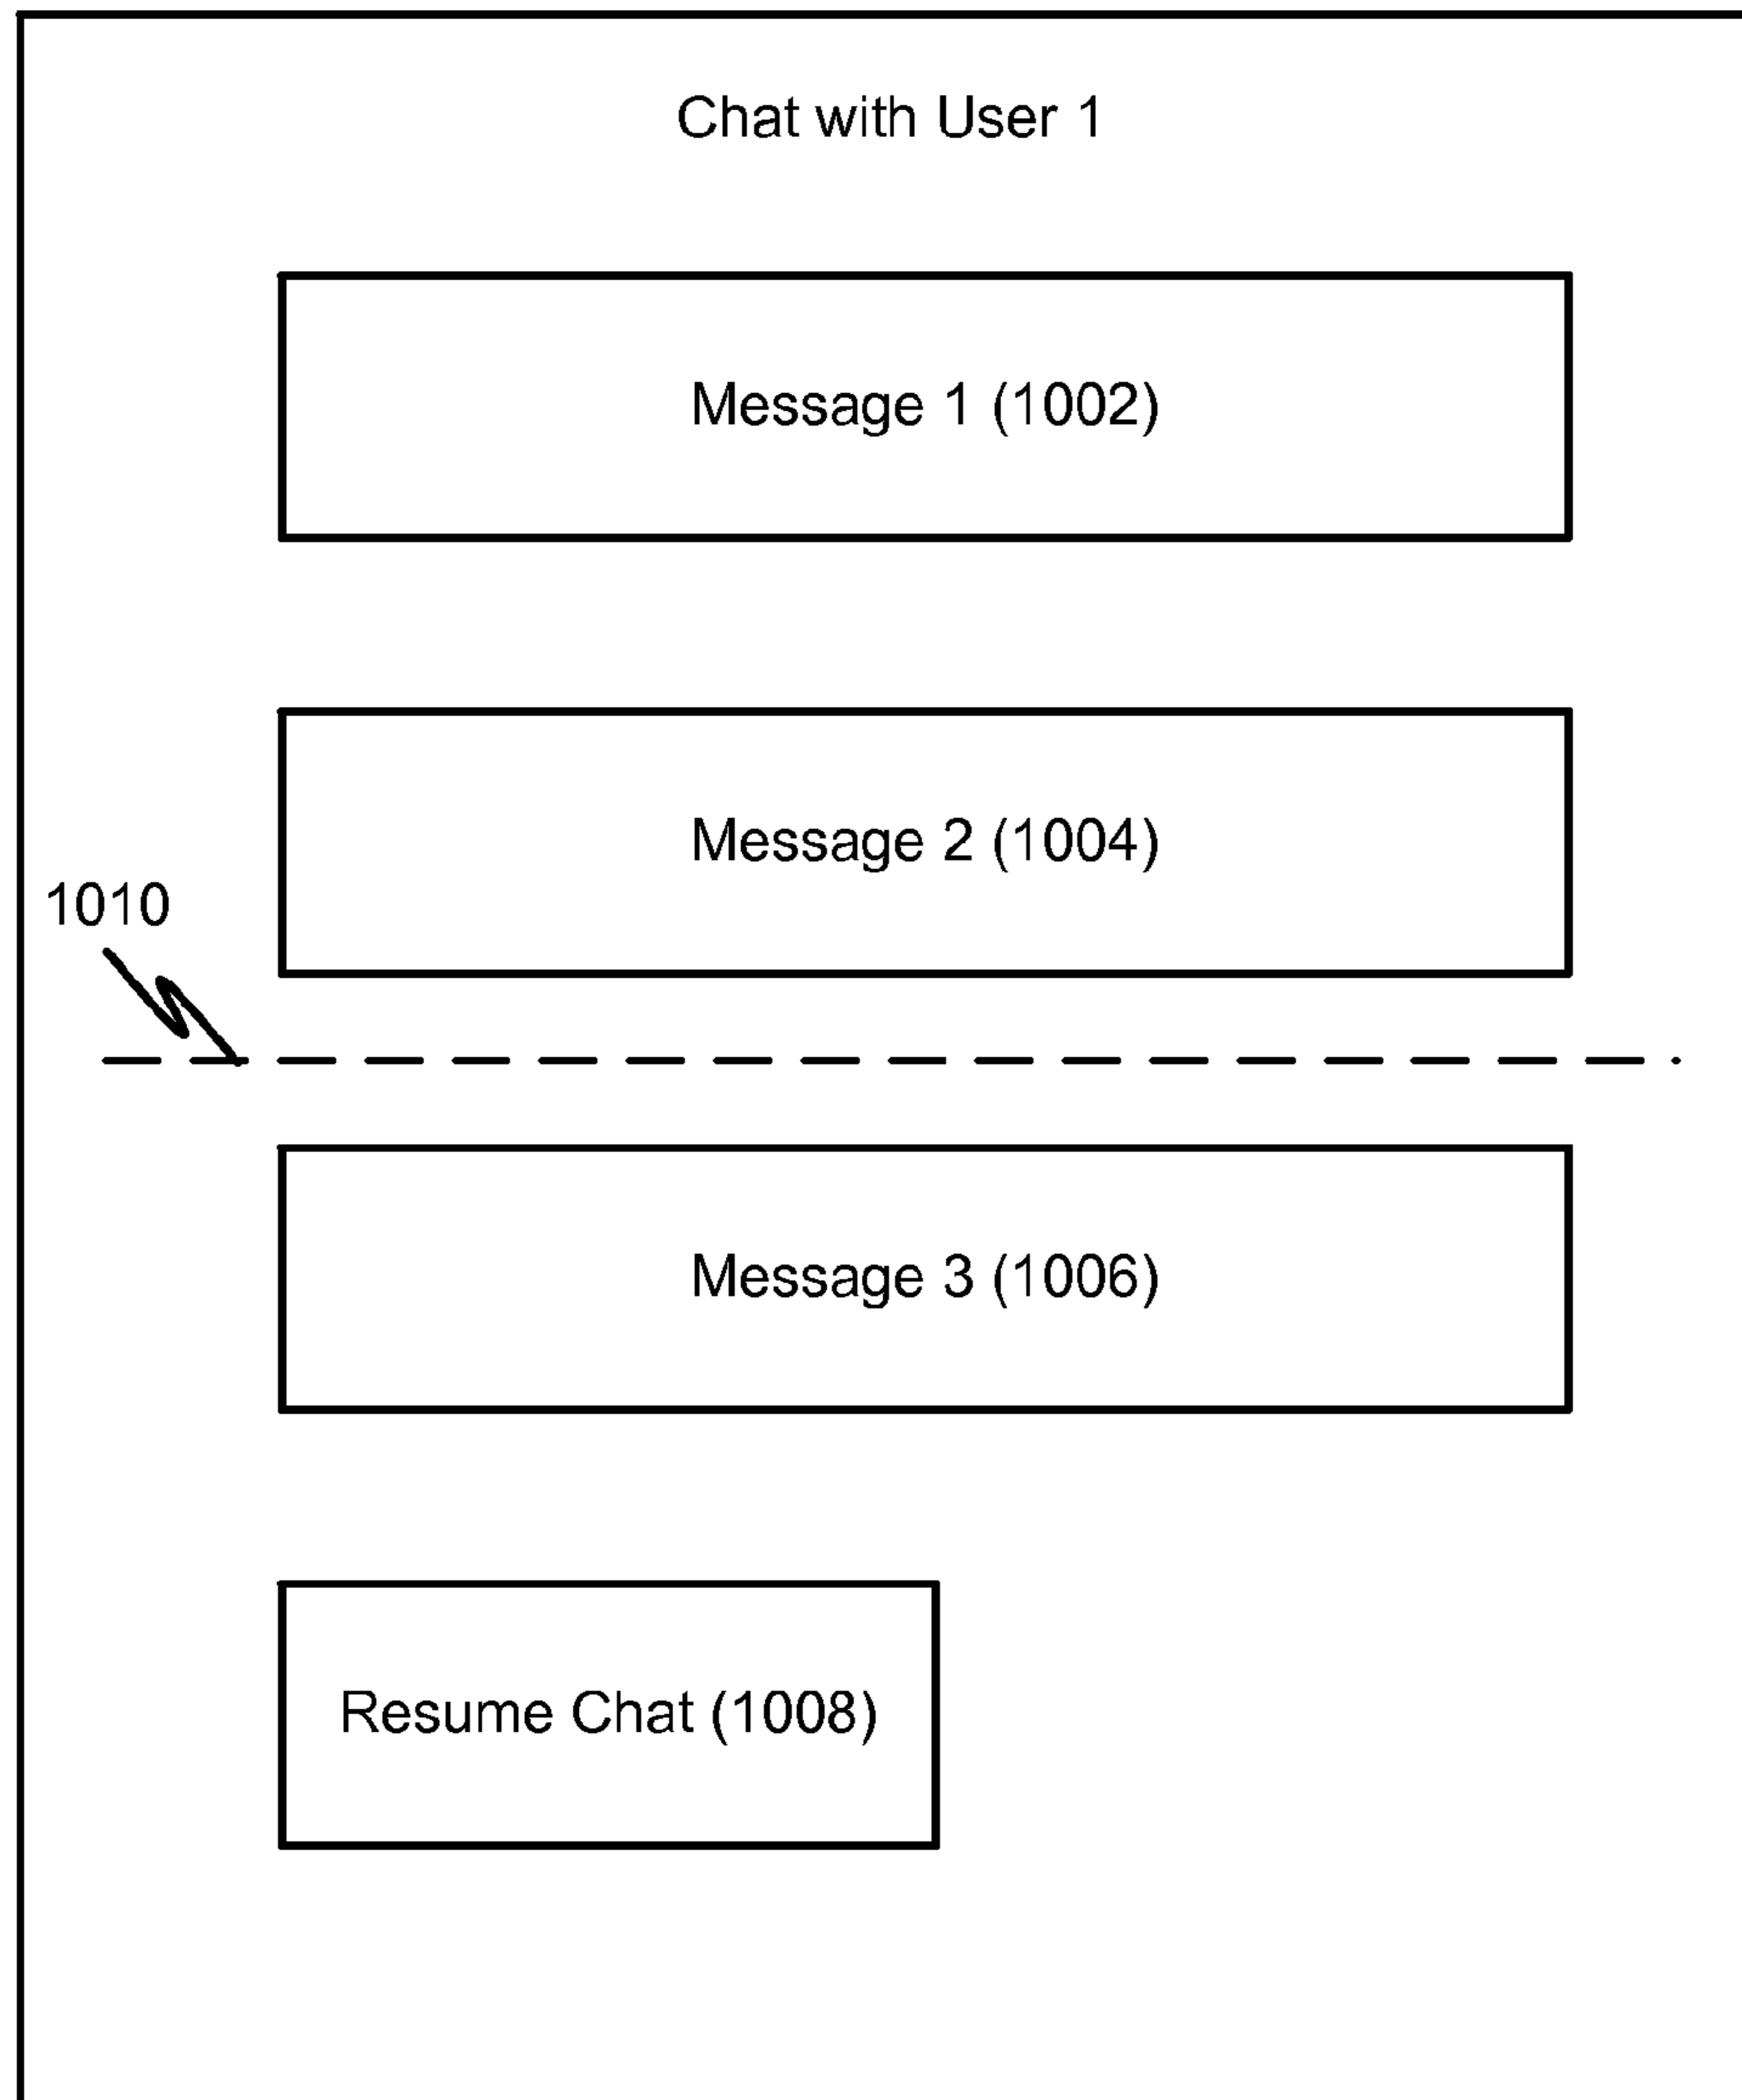 Chat with User 1
Message 1 (1002)
Message 2 (1004)
1010
Message 3 (1006)
Resume Chat (1008)